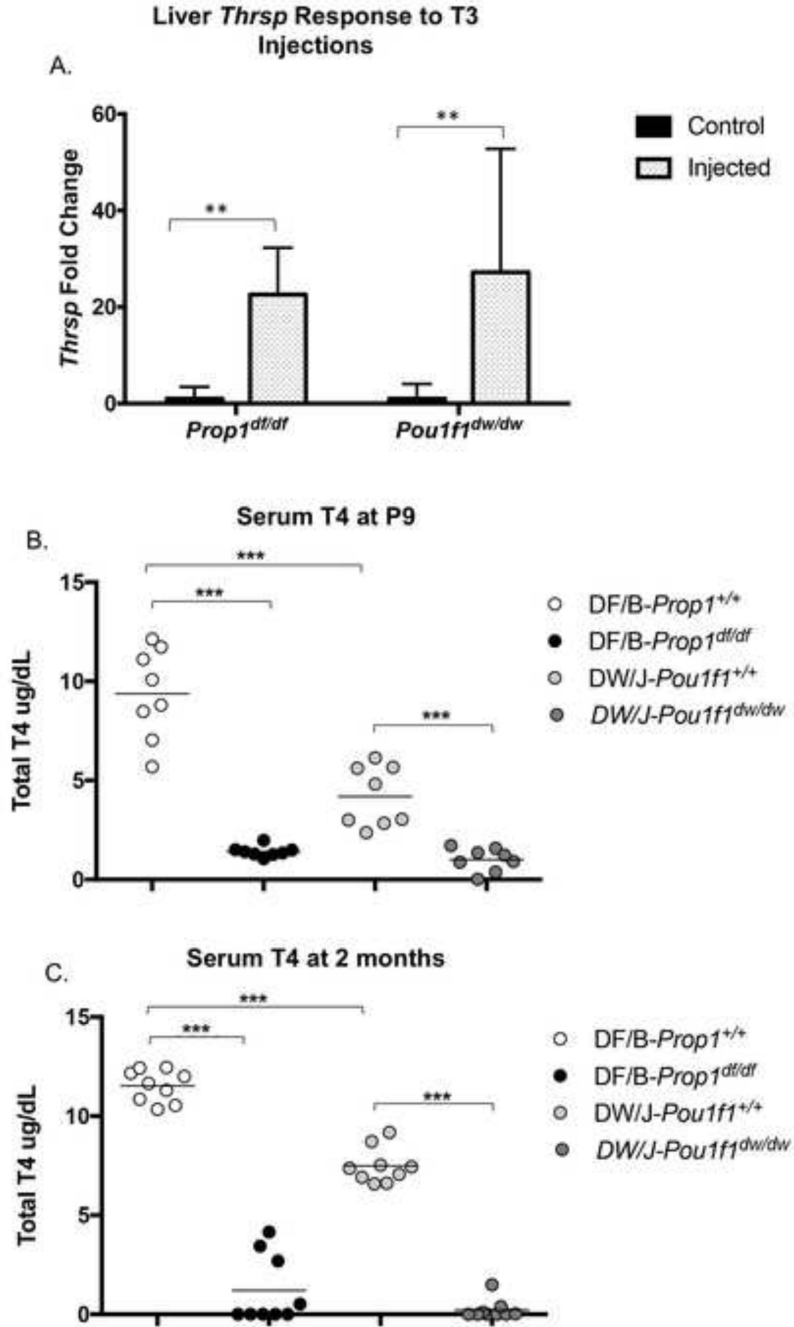 Liver Thrsp Response to T3
Injections
A.
60
40
20
0
Thrsp Fold Change
**
**
Control
Injected
Prop1df/df
Pou1f1dw/dw
Serum T4 at P9
B.
15
10
5
0
Total T4 ug/dL
***
***
***
DF/B-Prop1+/+
DF/B-Prop1df/df
DW/J-Pou1f1+/+
DW/J-Pou1f1dw/dw
Serum T4 at 2 months
C.
15
10
5
0
Total T4 ug/dL
***
***
***
DF/B-Prop1+/+
DF/B-Prop1df/df
DW/J-Pou1f1+/+
DW/J-Pou1f1dw/dw